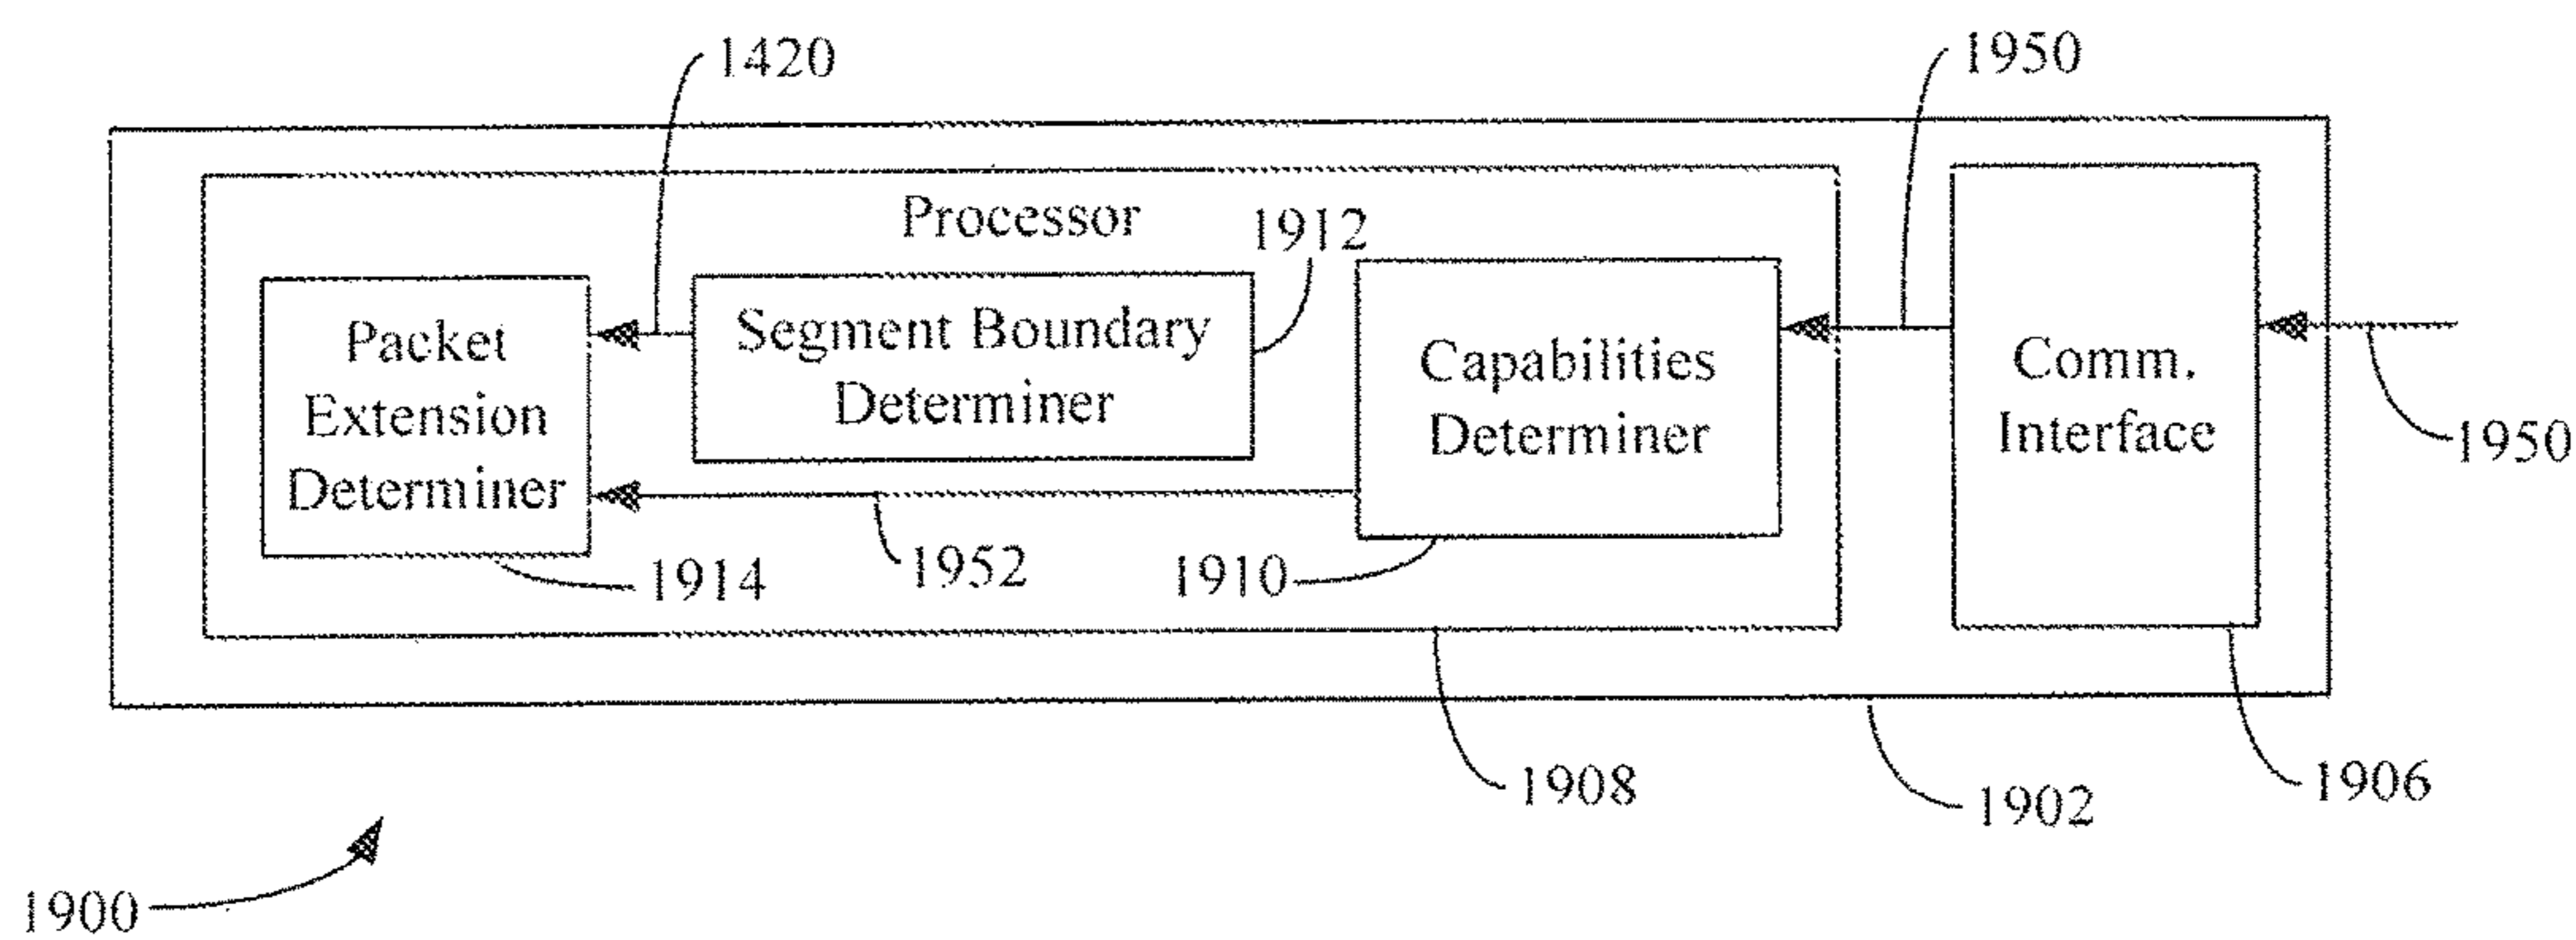 1420
1950
Processor
1912
Packet
Extension
Determiner
Segment Boundary
Determiner
Capabilities
Determiner
Comm.
Interface
1950
1914
1952
1910
1908
1902
1906
1900